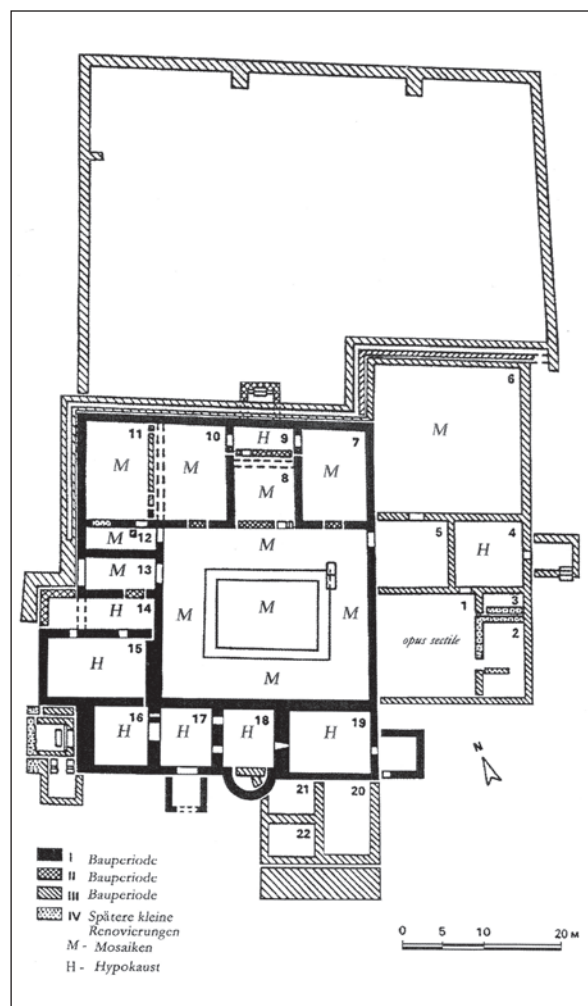 6
11
10
H 9
7
M
M
M
M
8
M
M
M 12
5
4
H
M
13
H
14
1
3
2
M
M
M
opus sectile
H
15
M
16
H
17
H
18
H
19
H
N
21
20
22
I Bauperiode
II Bauperiode
III Bauperiode
IV Spätere kleine
Renovierungen
M - Mosaiken
H - Hypokaust
0 5 10 20 M